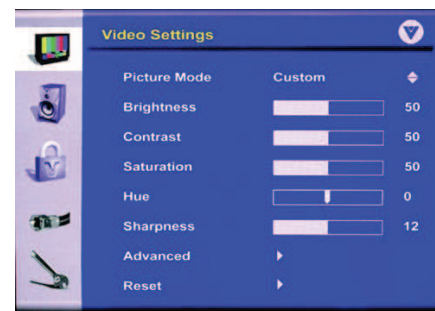 Video Settings
Picture Mode Custom
Brightness 50
Contrast 50
Saturation 50
Hue 0
Sharpness 12
Advanced
Reset